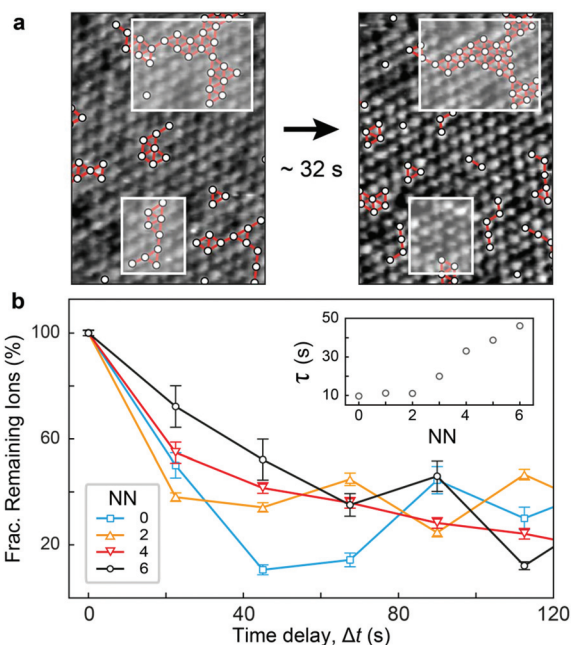 a
~ 32 s
b
Frac. Remaining Ions (%)
100
60
20
NN
0
2
4
6
τ (s)
50
30
10
0 2 4 6
NN
0 40 80 120
Time delay, Δt (s)